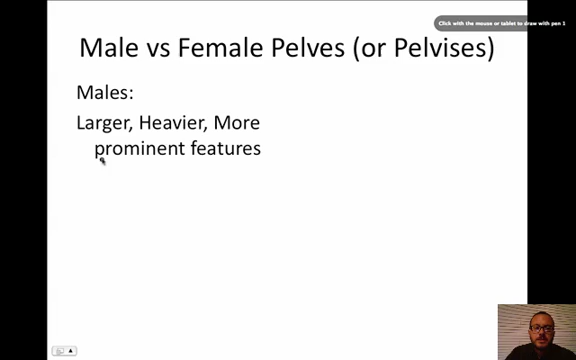 Click with the mouse or tablet to draw with pen 1
Male vs Female Pelves (or Pelvises)
Males:
Larger, Heavier, More
prominent features